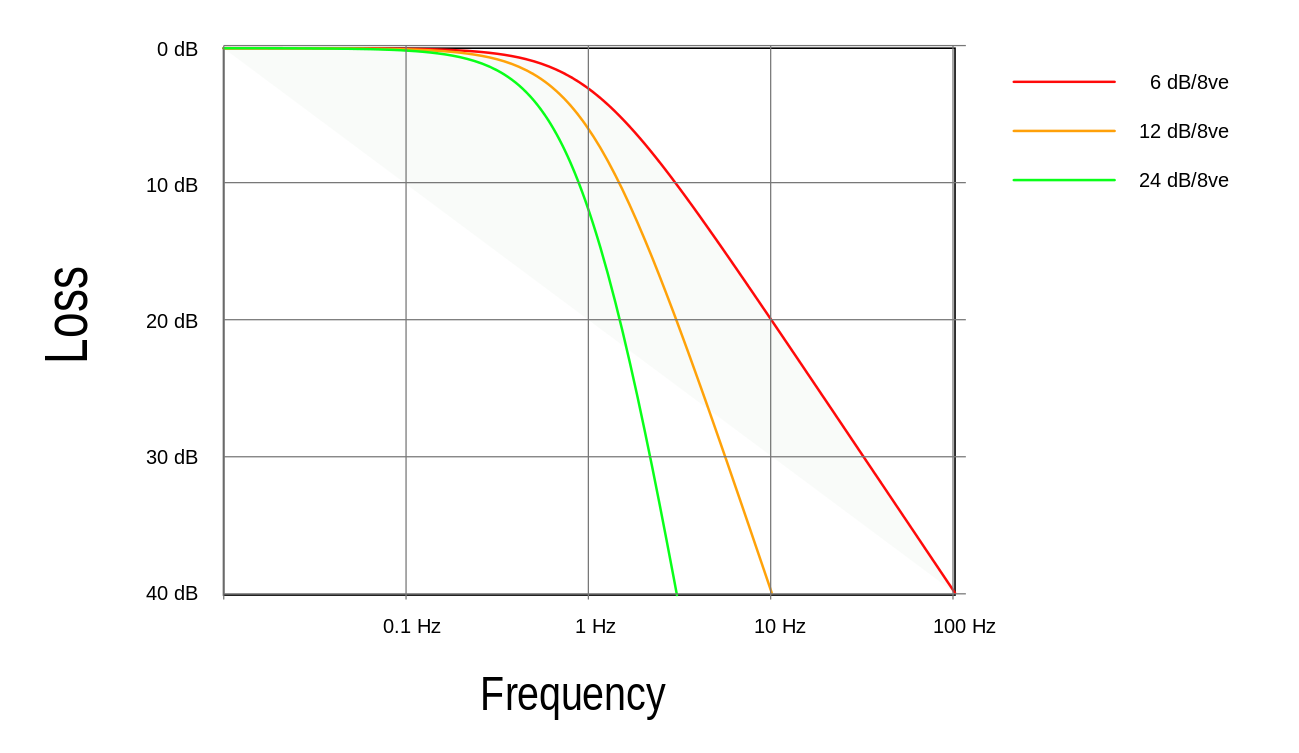 0 dB
10 dB
20 dB
30 dB
40 dB
Loss
0.1 Hz
1 Hz
10 Hz
100 Hz
Frequency
6 dB/8ve
12 dB/8ve
24 dB/8ve